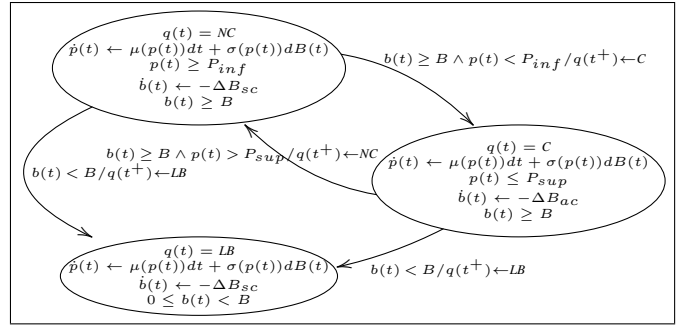 q(t) = NC
ṗ(t) ← μ(p(t))dt + σ(p(t))dB(t)
p(t) ≥ P_inf
ḃ(t) ← −ΔB_sc
b(t) ≥ B
b(t) ≥ B ∧ p(t) < P_inf/q(t⁺)←C
b(t) ≥ B ∧ p(t) > P_sup/q(t⁺)←NC
b(t) < B/q(t⁺)←LB
q(t) = C
ṗ(t) ← μ(p(t))dt + σ(p(t))dB(t)
p(t) ≤ P_sup
ḃ(t) ← −ΔB_ac
b(t) ≥ B
q(t) = LB
ṗ(t) ← μ(p(t))dt + σ(p(t))dB(t)
ḃ(t) ← −ΔB_sc
0 ≤ b(t) < B
b(t) < B/q(t⁺)←LB